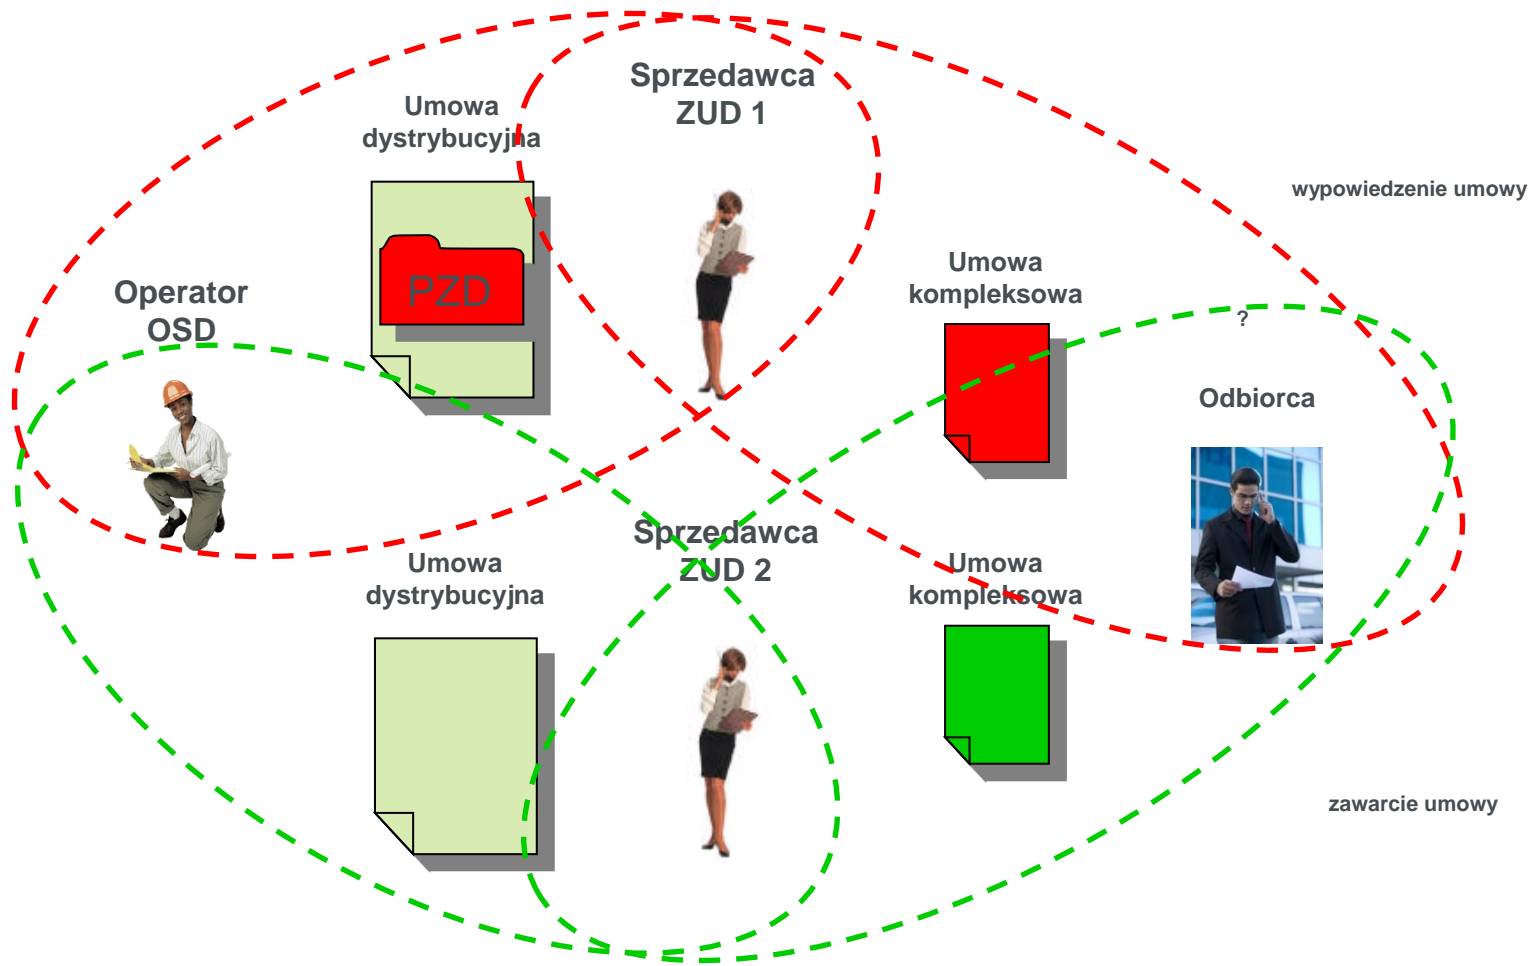 Sprzedawca
ZUD 1
Umowa
dystrybucyjna
wypowiedzenie umowy
PZD
Umowa
kompleksowa
Operator
OSD
?
Odbiorca
Sprzedawca
ZUD 2
Umowa
dystrybucyjna
Umowa
kompleksowa
zawarcie umowy